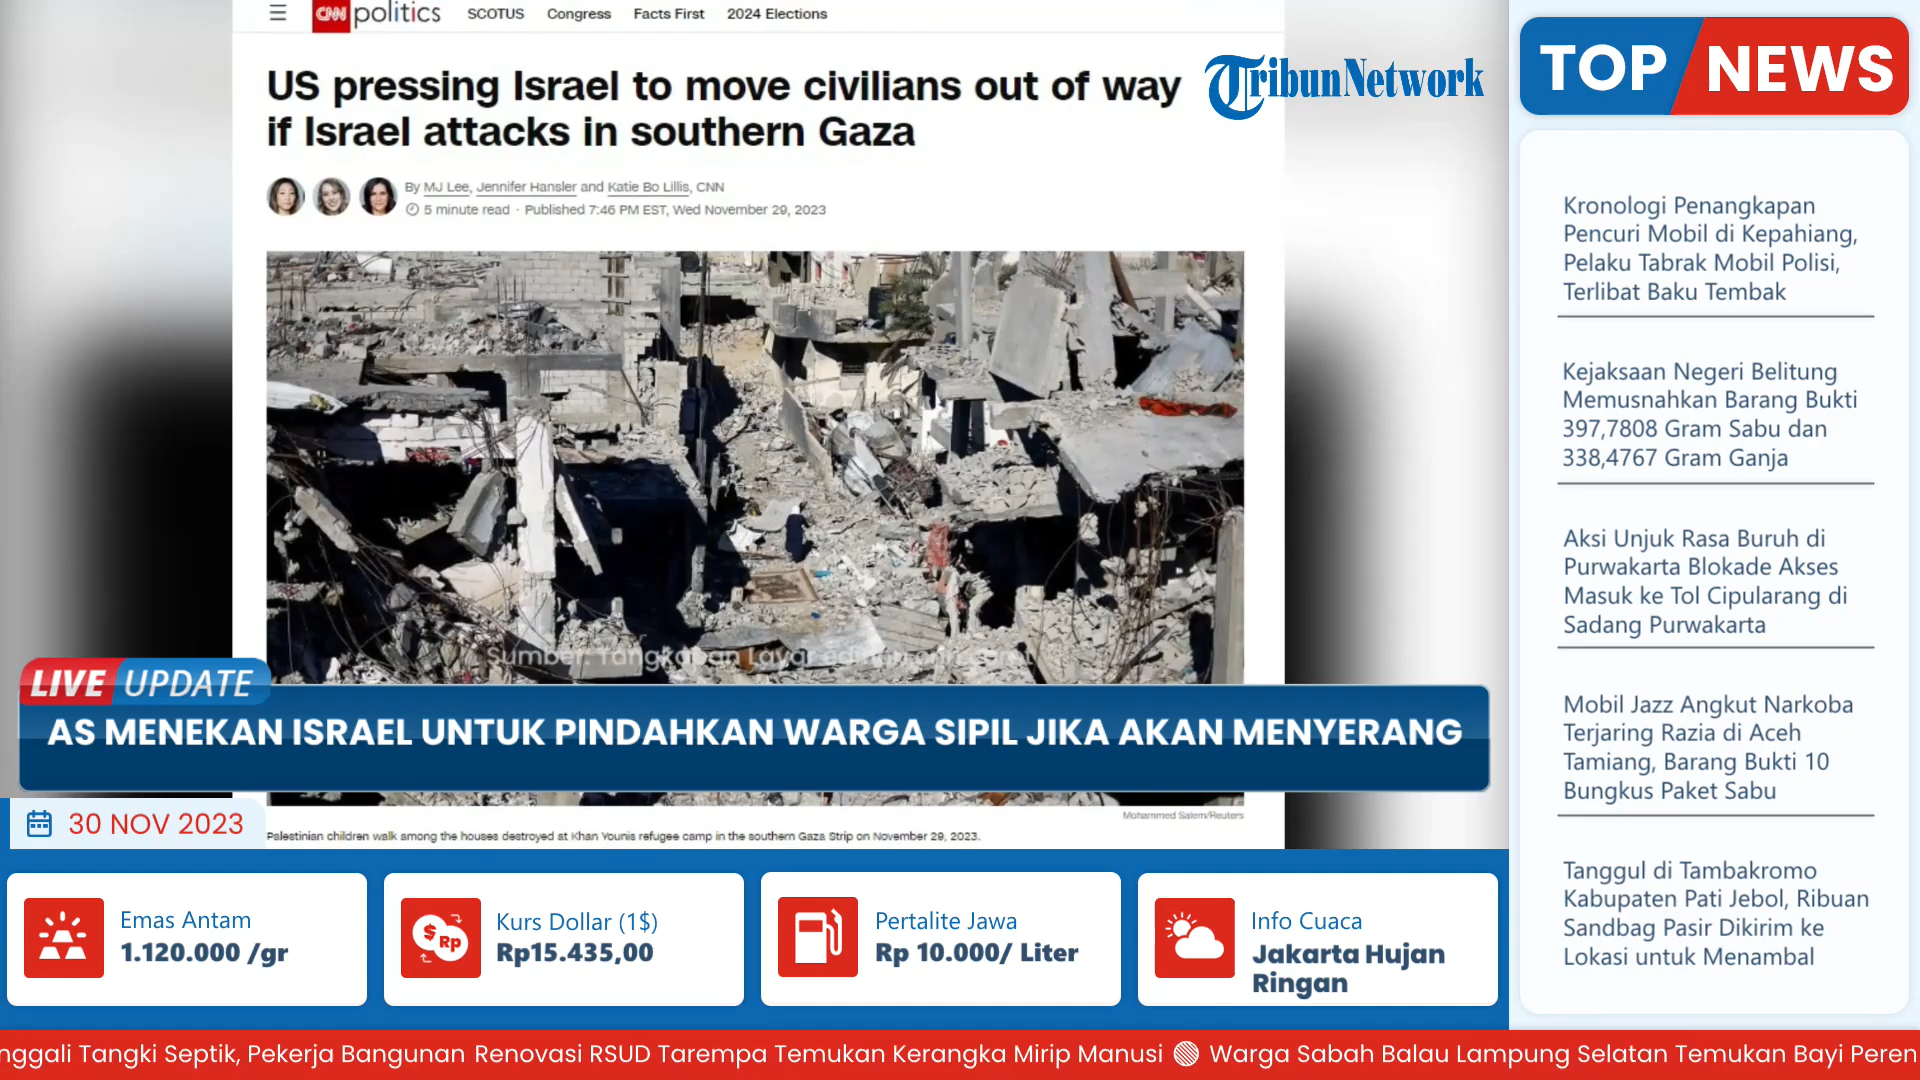 CNN politics SCOTUS Congress Facts First 2024 Elections
US pressing Israel to move civilians out of way
if Israel attacks in southern Gaza
By MJ Lee, Jennifer Hansler and Katie Bo Lillis, CNN
5 minute read · Published 7:46 PM EST, Wed November 29, 2023
TribunNetwork
Sumber: Tangkapan Layar
LIVE UPDATE
AS MENEKAN ISRAEL UNTUK PINDAHKAN WARGA SIPIL JIKA AKAN MENYERANG
Mohammed Salem/Reuters
30 NOV 2023
Palestinian children walk among the houses destroyed at Khan Younis refugee camp in the southern Gaza Strip on November 29, 2023.
Emas Antam
1.120.000 /gr
Kurs Dollar (1$)
Rp15.435,00
Pertalite Jawa
Rp 10.000/ Liter
Info Cuaca
Jakarta Hujan
Ringan
TOP NEWS
Kronologi Penangkapan
Pencuri Mobil di Kepahiang,
Pelaku Tabrak Mobil Polisi,
Terlibat Baku Tembak
Kejaksaan Negeri Belitung
Memusnahkan Barang Bukti
397,7808 Gram Sabu dan
338,4767 Gram Ganja
Aksi Unjuk Rasa Buruh di
Purwakarta Blokade Akses
Masuk ke Tol Cipularang di
Sadang Purwakarta
Mobil Jazz Angkut Narkoba
Terjaring Razia di Aceh
Tamiang, Barang Bukti 10
Bungkus Paket Sabu
Tanggul di Tambakromo
Kabupaten Pati Jebol, Ribuan
Sandbag Pasir Dikirim ke
Lokasi untuk Menambal
nggali Tangki Septik, Pekerja Bangunan Renovasi RSUD Tarempa Temukan Kerangka Mirip Manusi Warga Sabah Balau Lampung Selatan Temukan Bayi Peren